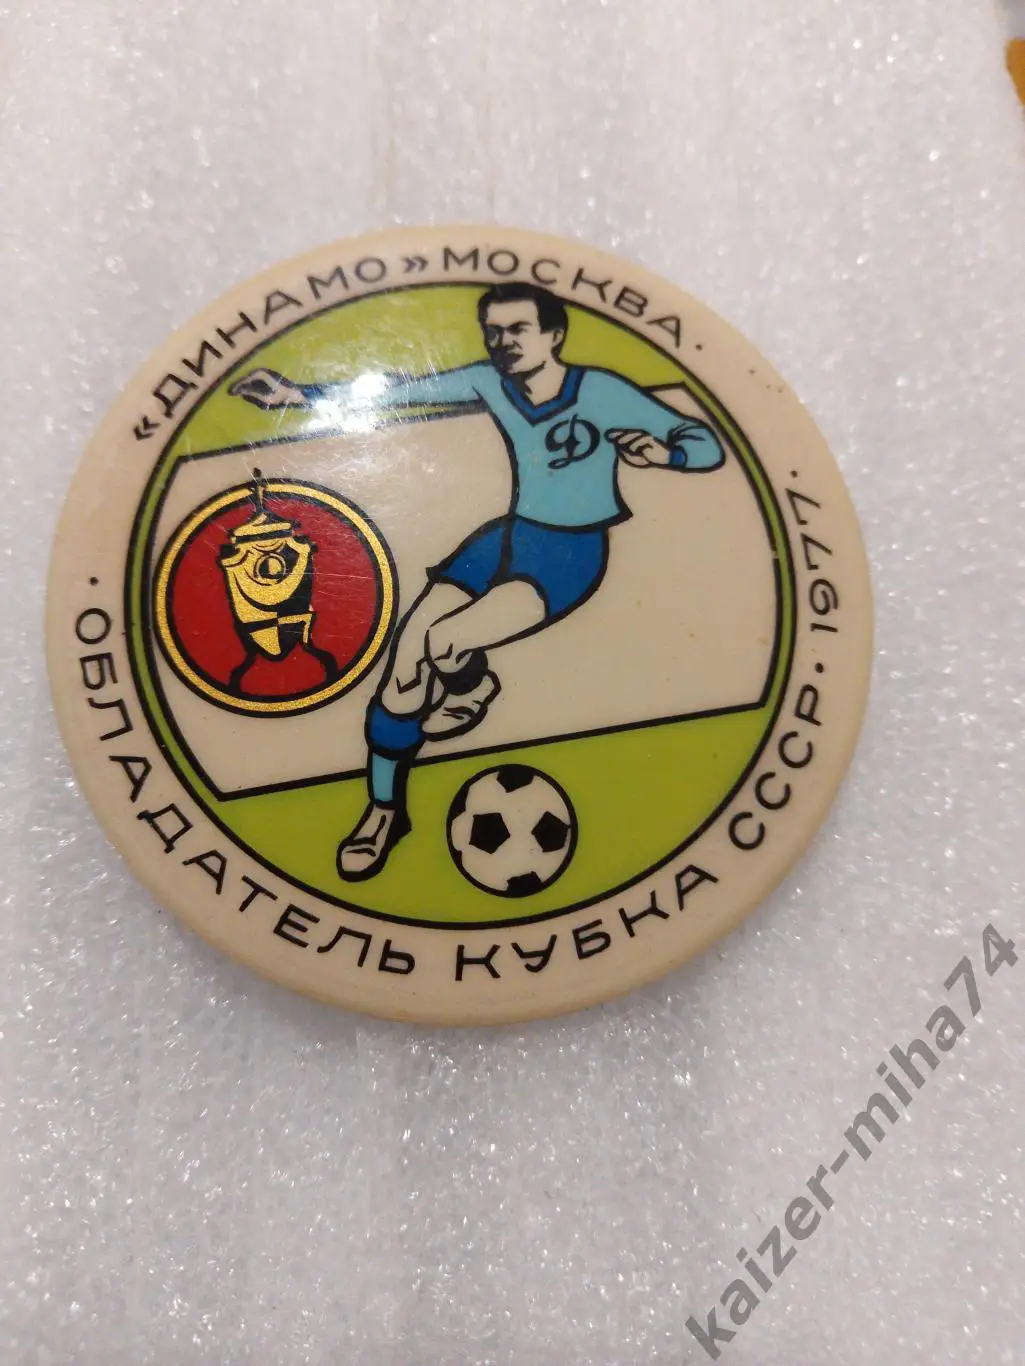 «ДИНАМО» МОСКВА.
· ОБЛАДАТЕЛЬ КУБКА СССР · 1977.
Д
kaizer-miha74